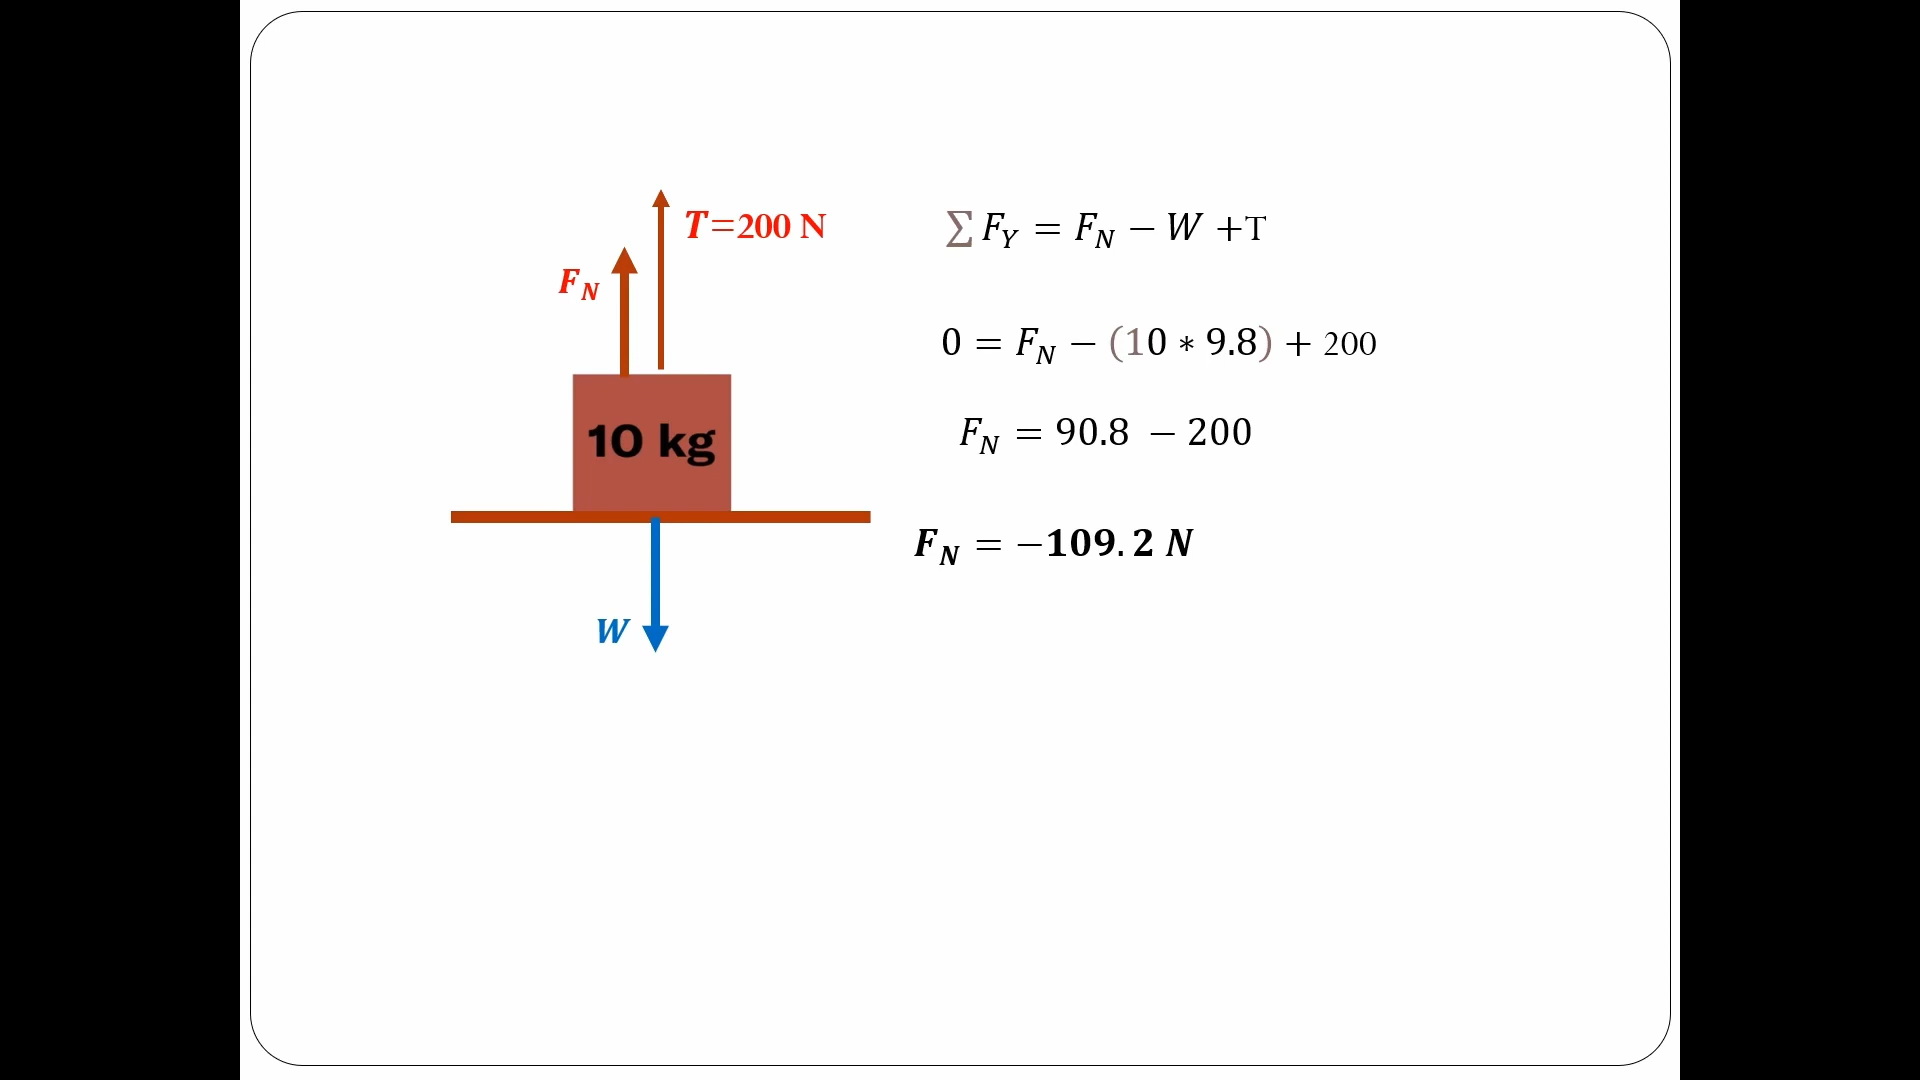 T=200 N
F_N
10 kg
W
∑ F_Y = F_N − W +T
0 = F_N − (10 ∗ 9.8) + 200
F_N = 90.8 − 200
F_N = −109.2 N